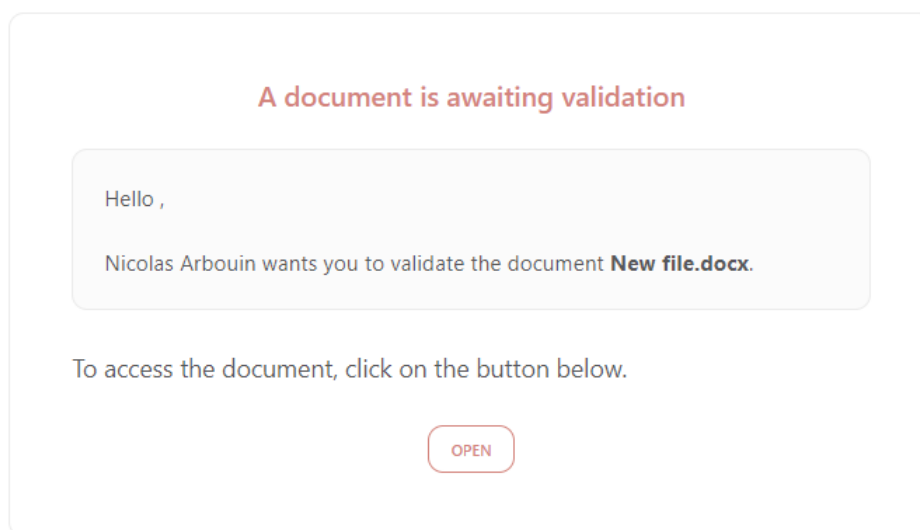 A document is awaiting validation
Hello ,
Nicolas Arbouin wants you to validate the document New file.docx.
To access the document, click on the button below.
OPEN